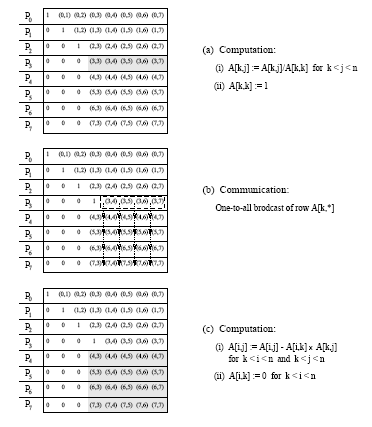 P0 1 (0,1) (0,2) (0,3) (0,4) (0,5) (0,6) (0,7)
P1 0 1 (1,2) (1,3) (1,4) (1,5) (1,6) (1,7)
P2 0 0 1 (2,3) (2,4) (2,5) (2,6) (2,7)
P3 0 0 0 (3,3) (3,4) (3,5) (3,6) (3,7)
P4 0 0 0 (4,3) (4,4) (4,5) (4,6) (4,7)
P5 0 0 0 (5,3) (5,4) (5,5) (5,6) (5,7)
P6 0 0 0 (6,3) (6,4) (6,5) (6,6) (6,7)
P7 0 0 0 (7,3) (7,4) (7,5) (7,6) (7,7)
(a) Computation:
(i) A[k,j] := A[k,j]/A[k,k] for k < j < n
(ii) A[k,k] := 1
P0 1 (0,1) (0,2) (0,3) (0,4) (0,5) (0,6) (0,7)
P1 0 1 (1,2) (1,3) (1,4) (1,5) (1,6) (1,7)
P2 0 0 1 (2,3) (2,4) (2,5) (2,6) (2,7)
P3 0 0 0 1 (3,4) (3,5) (3,6) (3,7)
P4 0 0 0 (4,3) (4,4) (4,5) (4,6) (4,7)
P5 0 0 0 (5,3) (5,4) (5,5) (5,6) (5,7)
P6 0 0 0 (6,3) (6,4) (6,5) (6,6) (6,7)
P7 0 0 0 (7,3) (7,4) (7,5) (7,6) (7,7)
(b) Communication:
One-to-all brodcast of row A[k,*]
P0 1 (0,1) (0,2) (0,3) (0,4) (0,5) (0,6) (0,7)
P1 0 1 (1,2) (1,3) (1,4) (1,5) (1,6) (1,7)
P2 0 0 1 (2,3) (2,4) (2,5) (2,6) (2,7)
P3 0 0 0 1 (3,4) (3,5) (3,6) (3,7)
P4 0 0 0 (4,3) (4,4) (4,5) (4,6) (4,7)
P5 0 0 0 (5,3) (5,4) (5,5) (5,6) (5,7)
P6 0 0 0 (6,3) (6,4) (6,5) (6,6) (6,7)
P7 0 0 0 (7,3) (7,4) (7,5) (7,6) (7,7)
(c) Computation:
(i) A[i,j] := A[i,j] - A[i,k] x A[k,j]
for k < i < n and k < j < n
(ii) A[i,k] := 0 for k < i < n